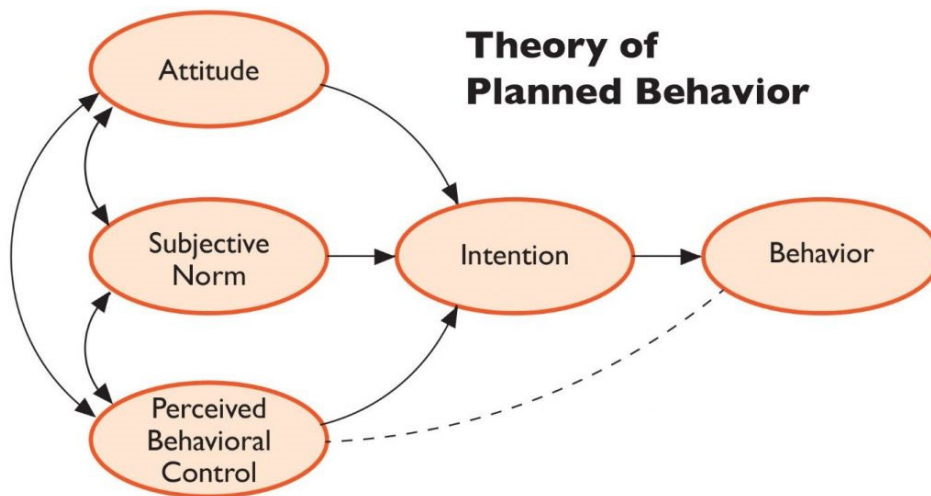 Theory of
Planned Behavior
Attitude
Subjective
Norm
Intention
Behavior
Perceived
Behavioral
Control